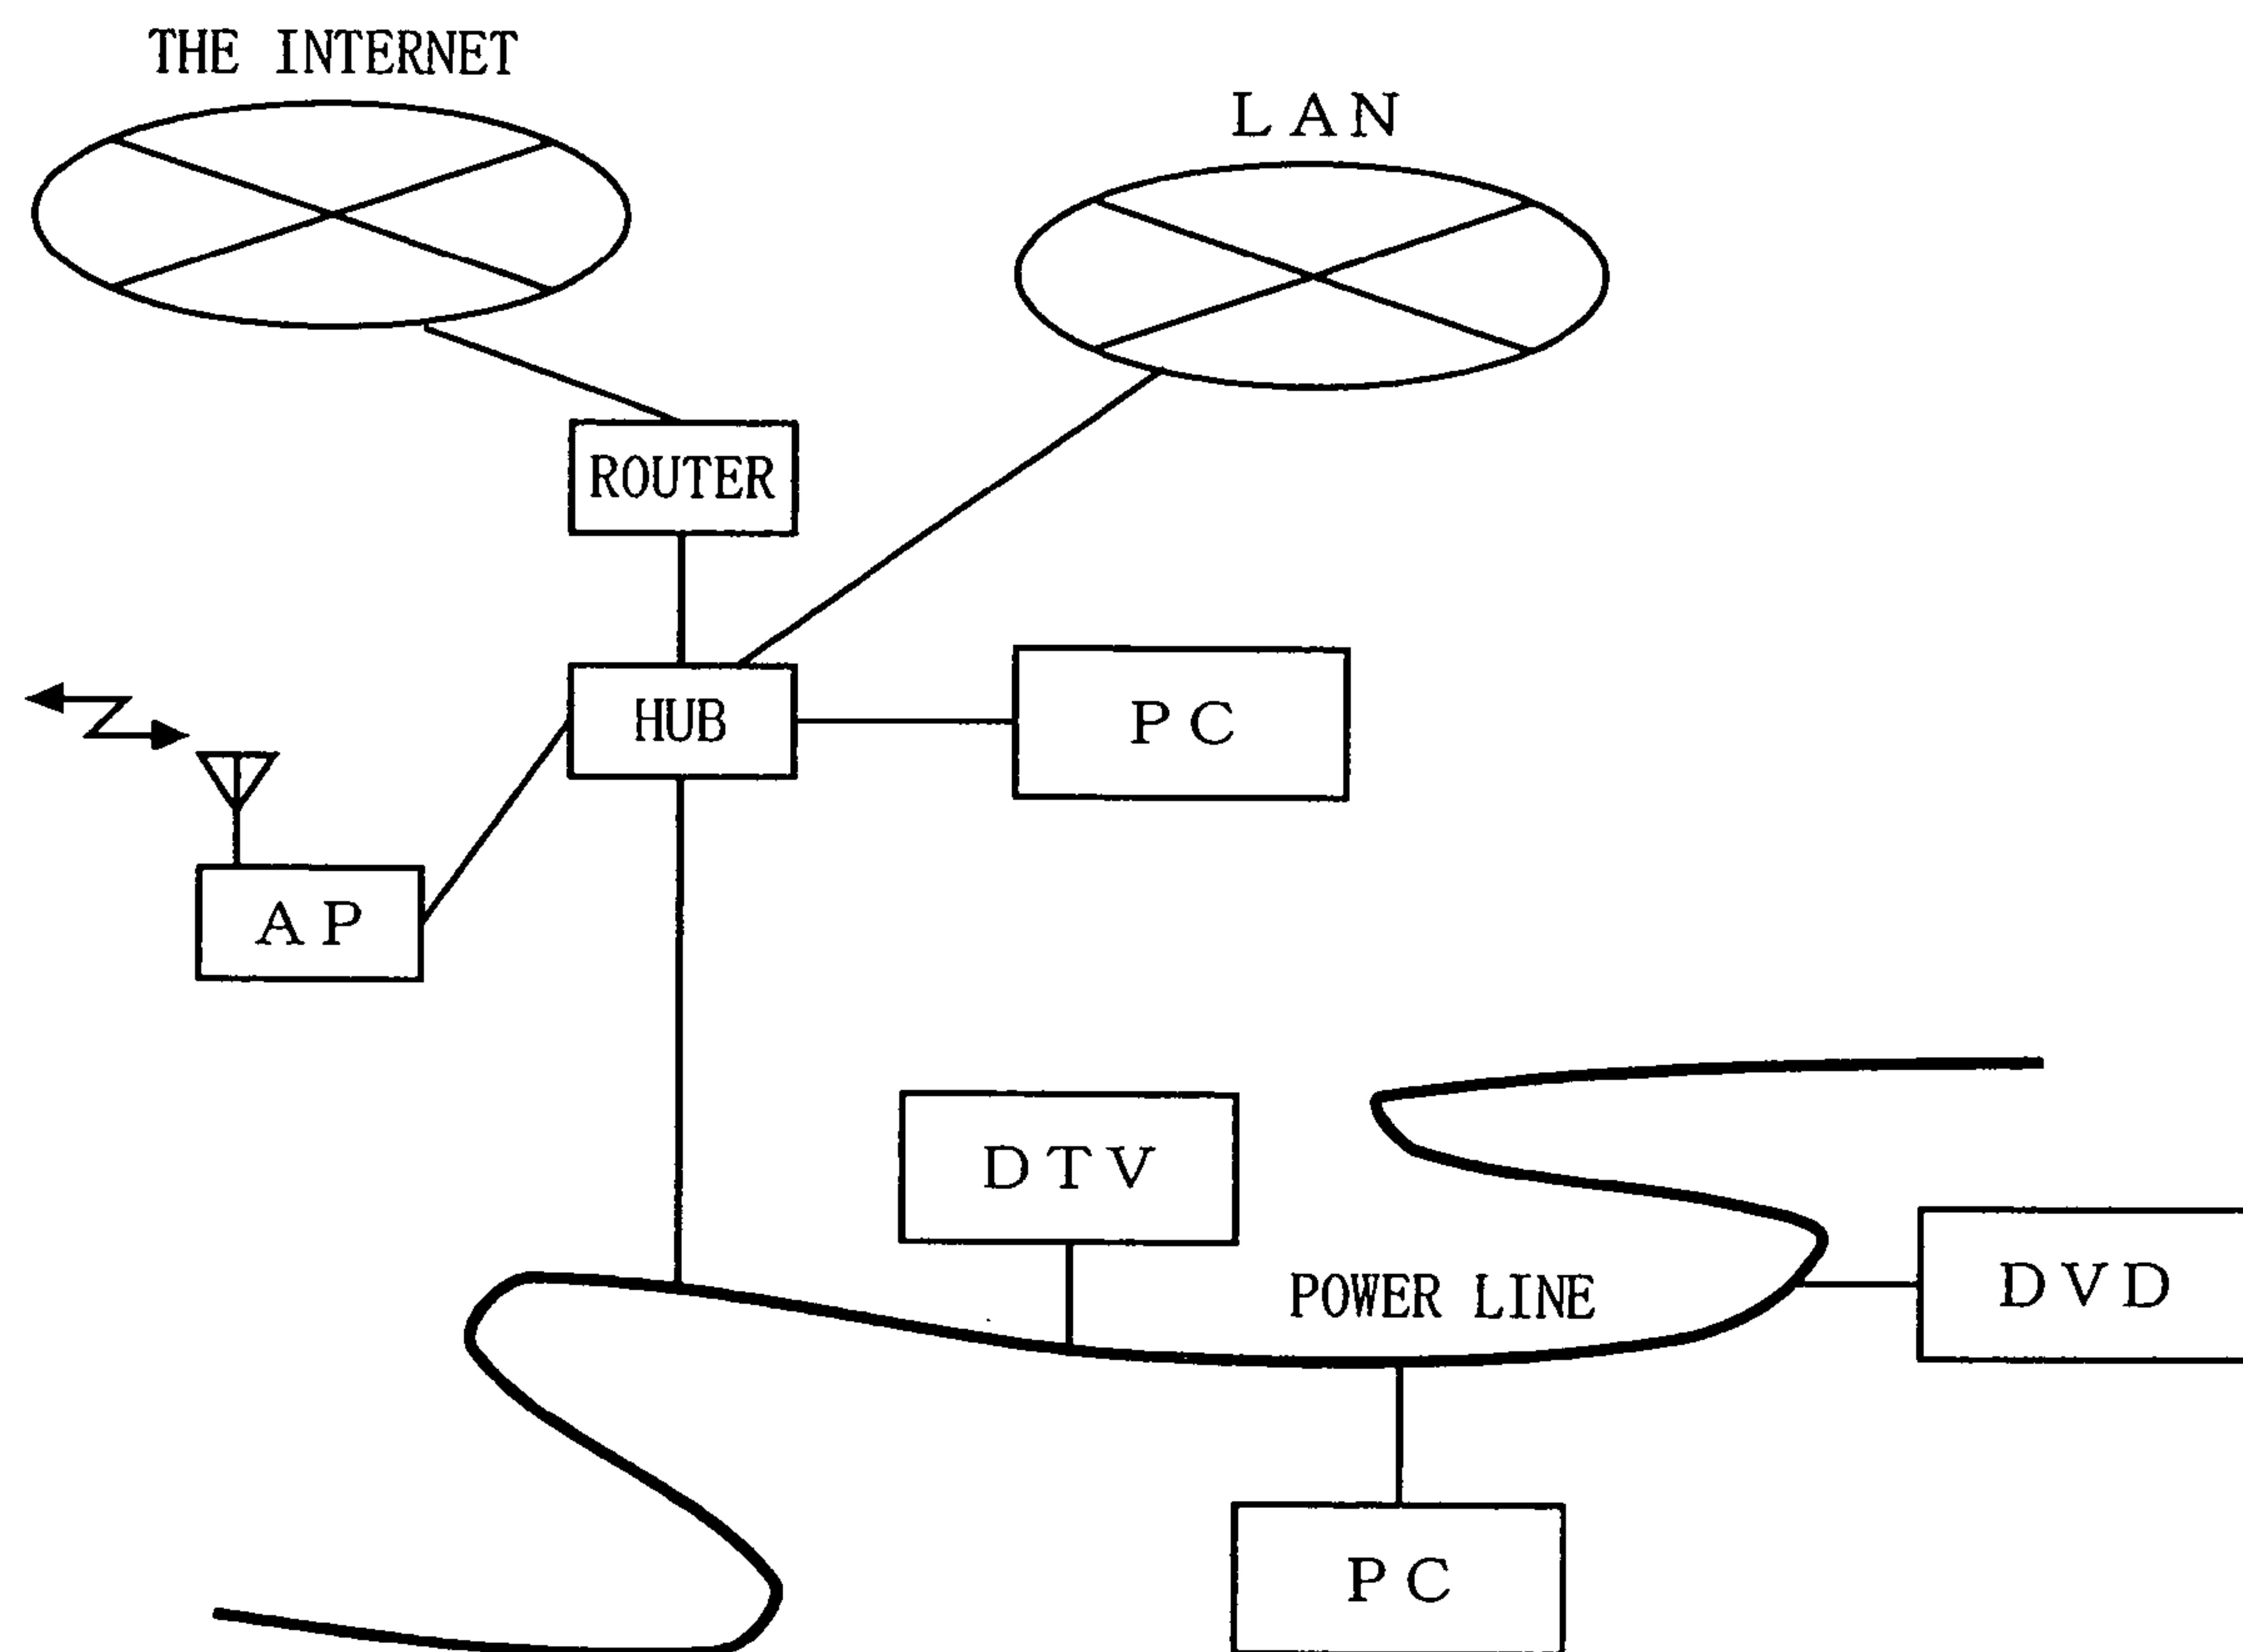 THE INTERNET
LAN
ROUTER
HUB
PC
AP
DTV
POWER LINE
DVD
PC